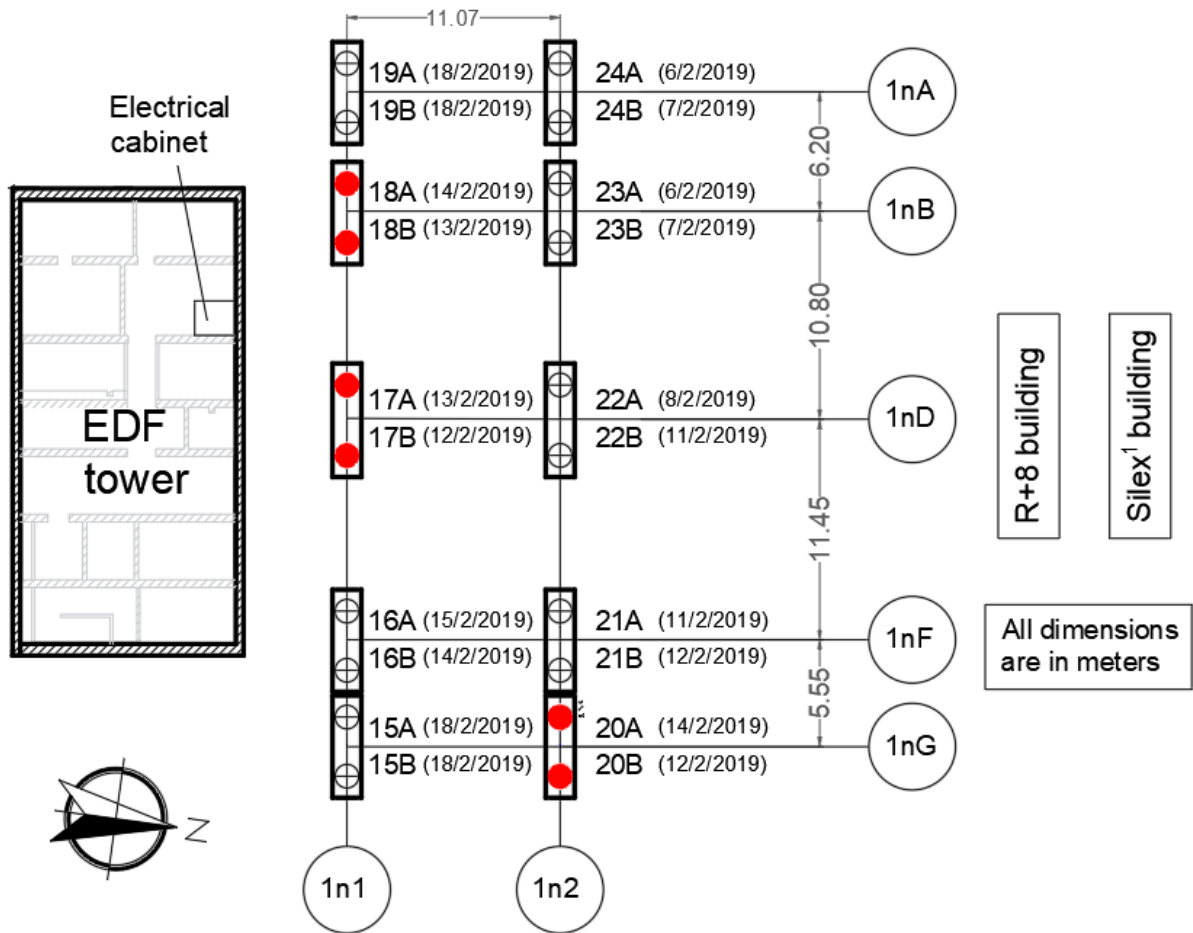 11.07
19A (18/2/2019)
24A (6/2/2019)
1nA
19B (18/2/2019)
24B (7/2/2019)
Electrical
cabinet
6.20
18A (14/2/2019)
23A (6/2/2019)
1nB
18B (13/2/2019)
23B (7/2/2019)
10.80
17A (13/2/2019)
22A (8/2/2019)
1nD
17B (12/2/2019)
22B (11/2/2019)
R+8 building
Silex¹ building
EDF
tower
11.45
16A (15/2/2019)
21A (11/2/2019)
1nF
16B (14/2/2019)
21B (12/2/2019)
All dimensions
are in meters
5.55
15A (18/2/2019)
20A (14/2/2019)
1nG
15B (18/2/2019)
20B (12/2/2019)
N
1n1
1n2